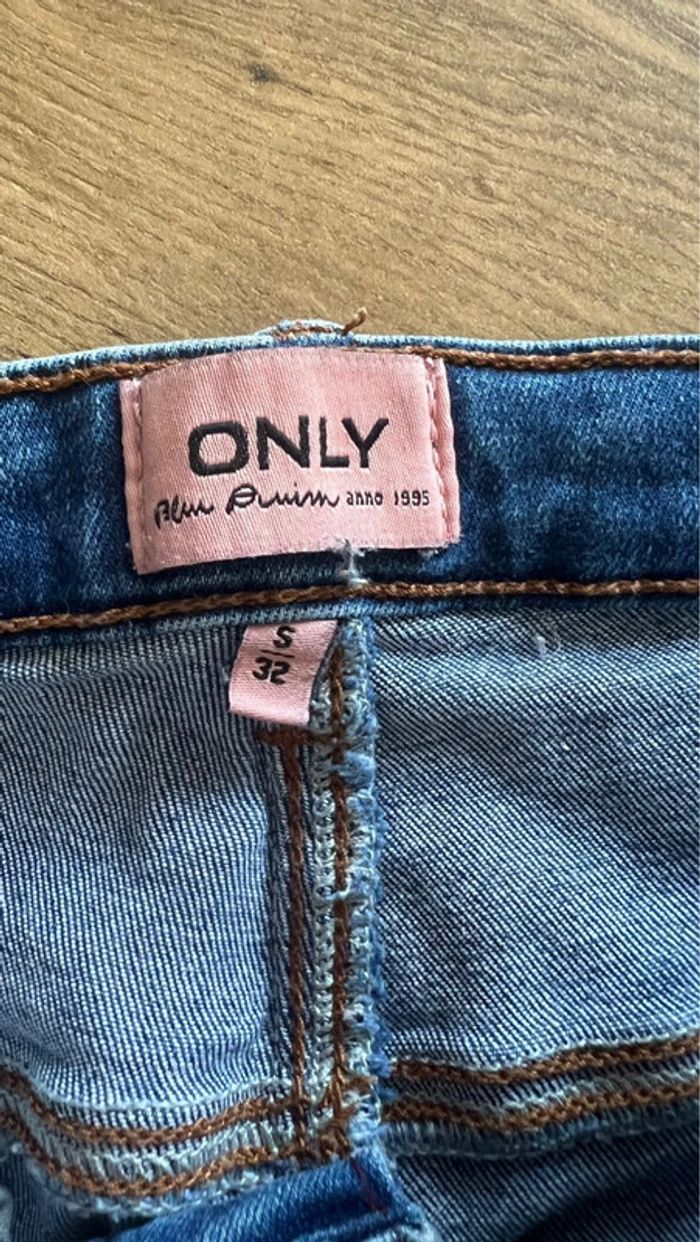 ONLY
Blue Denim anno 1995
S
32